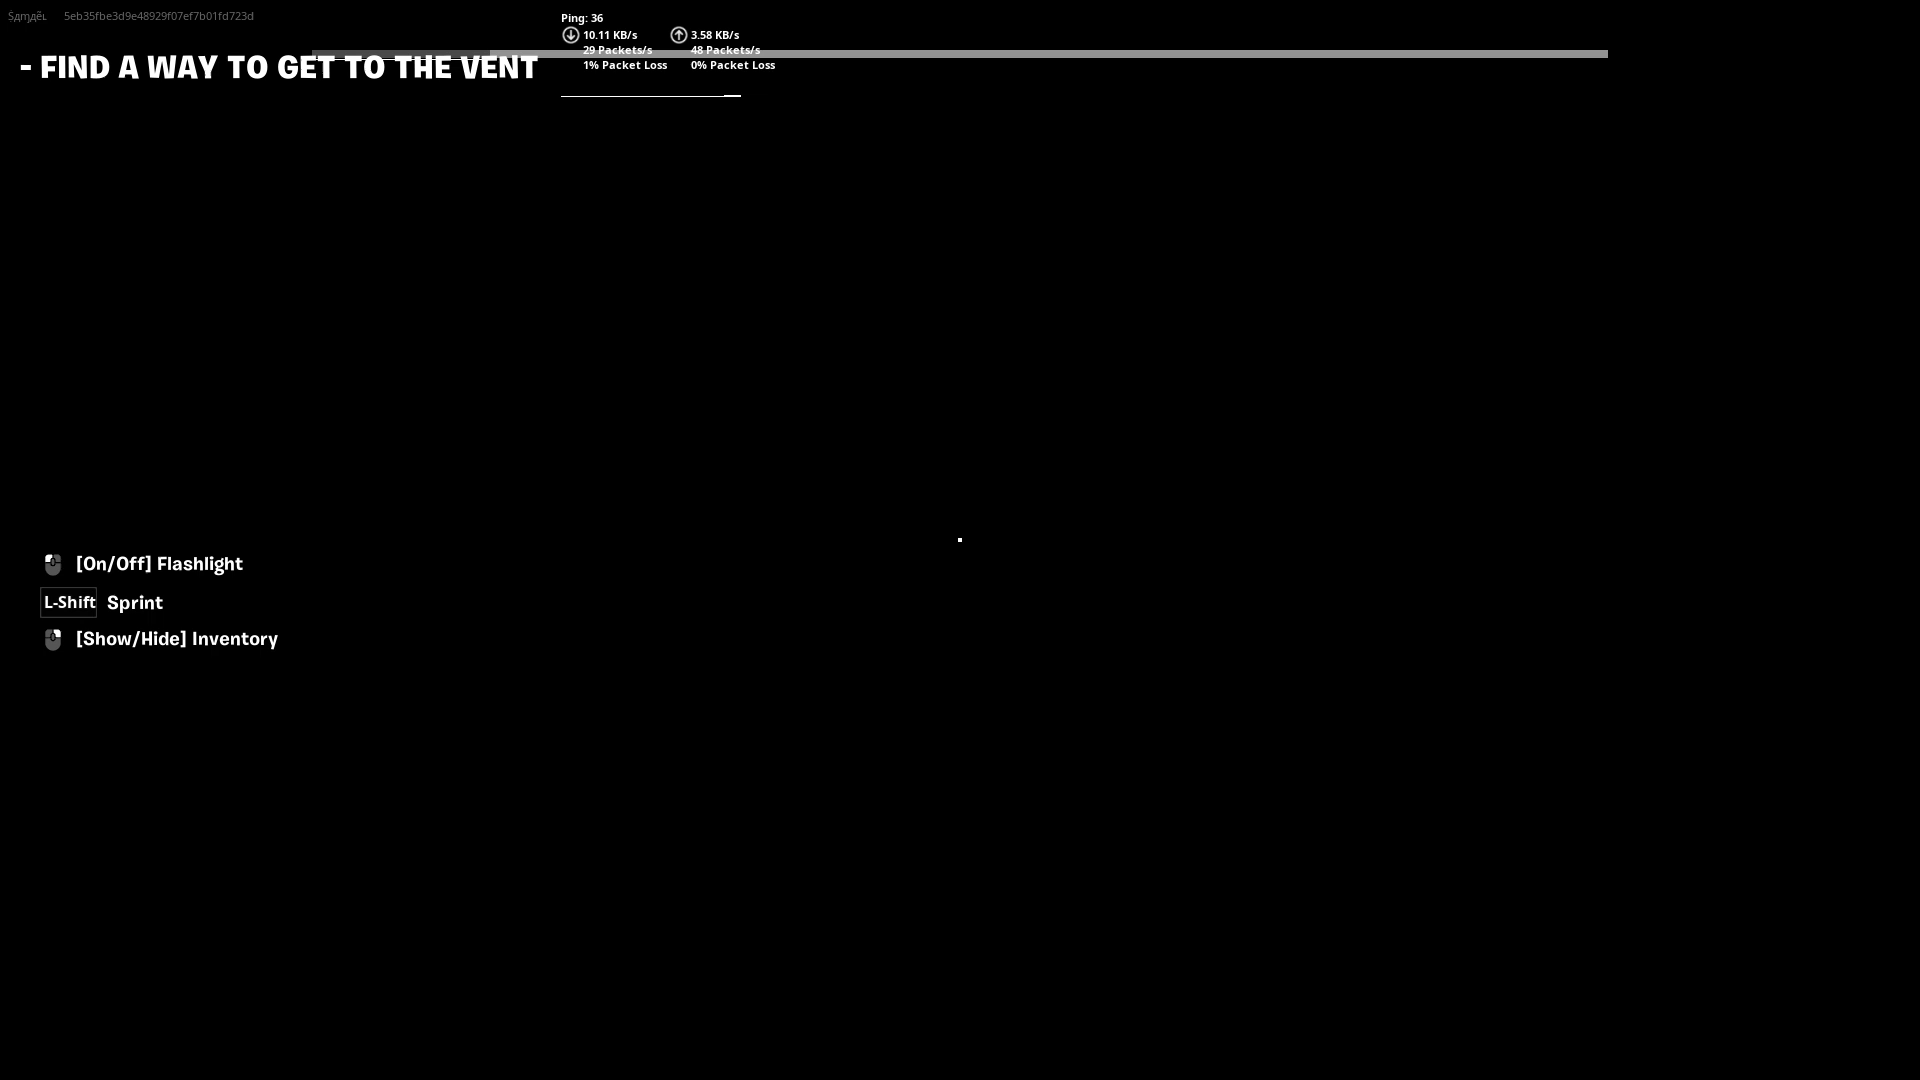 5eb35fbe3d9e48929f07ef7b01fd723d
Ping: 36
10.11 KB/s 3.58 KB/s
29 Packets/s 48 Packets/s
1% Packet Loss 0% Packet Loss
- FIND A WAY TO GET TO THE VENT
[On/Off] Flashlight
L-Shift Sprint
[Show/Hide] Inventory